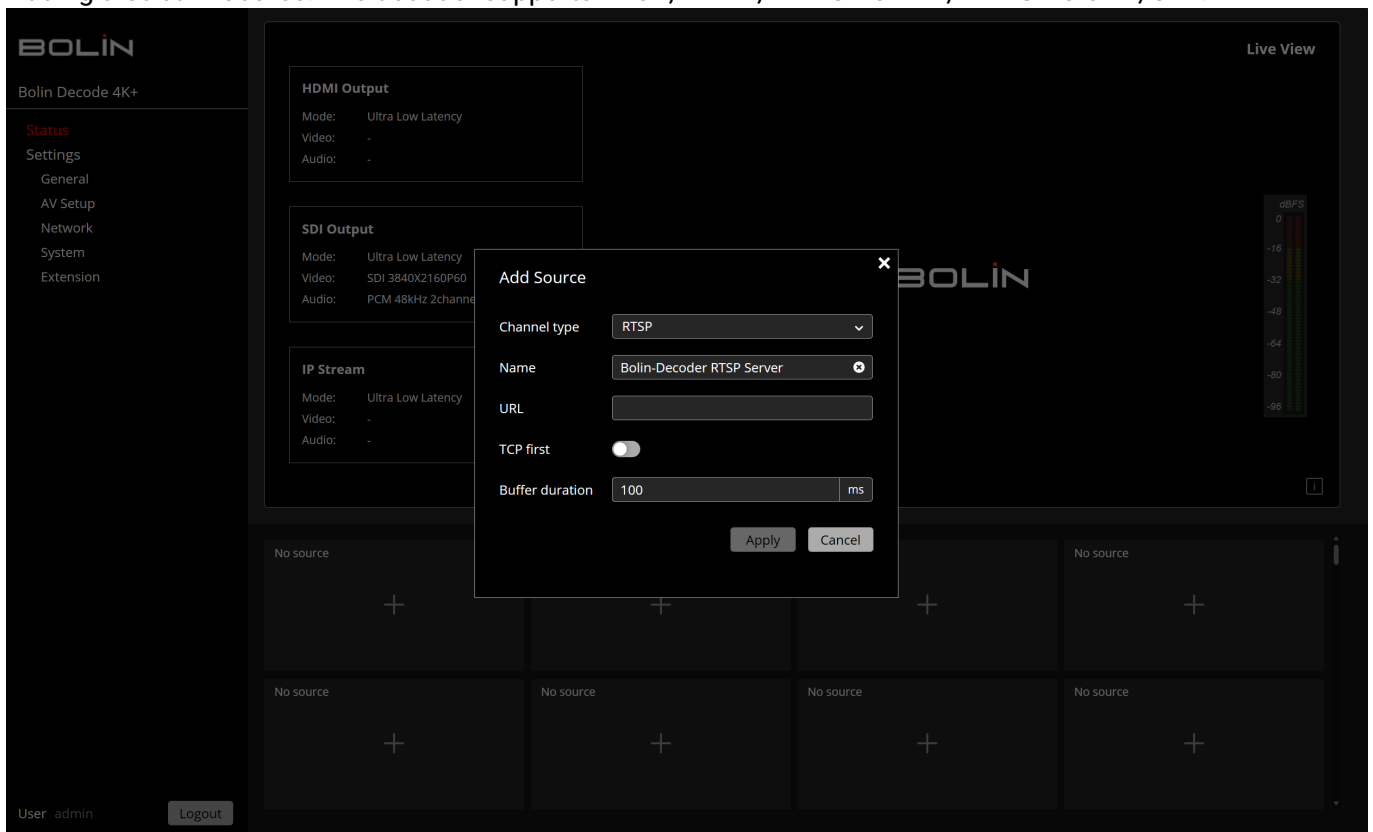 BOLIN
Live View
Bolin Decode 4K+
Status
Settings
General
AV Setup
Network
System
Extension
HDMI Output
Mode: Ultra Low Latency
Video: -
Audio: -
SDI Output
Mode: Ultra Low Latency
Video: SDI 3840X2160P60
Audio: PCM 48kHz 2channe
IP Stream
Mode: Ultra Low Latency
Video: -
Audio: -
BOLIN
dBFS
0
-16
-32
-48
-64
-80
-96
i
Add Source
Channel type RTSP
Name Bolin-Decoder RTSP Server
URL
TCP first
Buffer duration 100 ms
Apply Cancel
No source No source
No source No source No source No source
User admin Logout